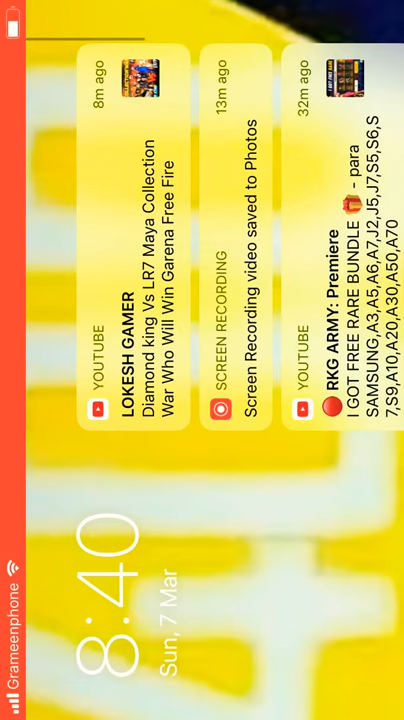 Grameenphone
8:40
Sun, 7 Mar
YOUTUBE 8m ago
LOKESH GAMER
Diamond king Vs LR7 Maya Collection
War Who Will Win Garena Free Fire
SCREEN RECORDING 13m ago
Screen Recording video saved to Photos
YOUTUBE 32m ago
🔴 RKG ARMY: Premiere
I GOT FREE RARE BUNDLE 🎁 - para
SAMSUNG,A3,A5,A6,A7,J2,J5,J7,S5,S6,S
7,S9,A10,A20,A30,A50,A70